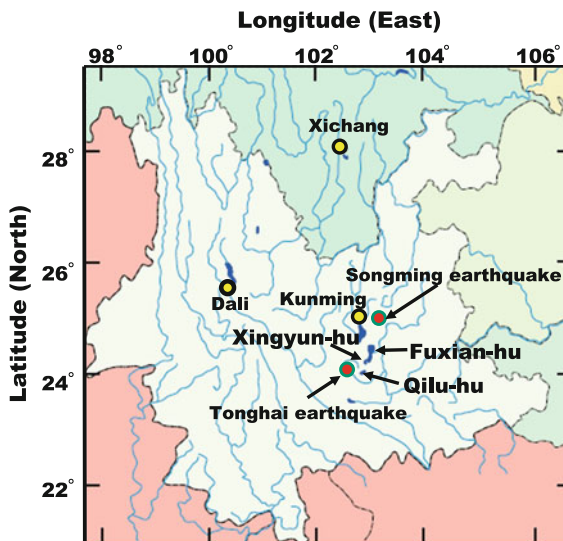 Longitude (East)
98° 100° 102° 104° 106°
Latitude (North)
28°
26°
24°
22°
Xichang
Songming earthquake
Dali
Kunming
Xingyun-hu
Fuxian-hu
Qilu-hu
Tonghai earthquake